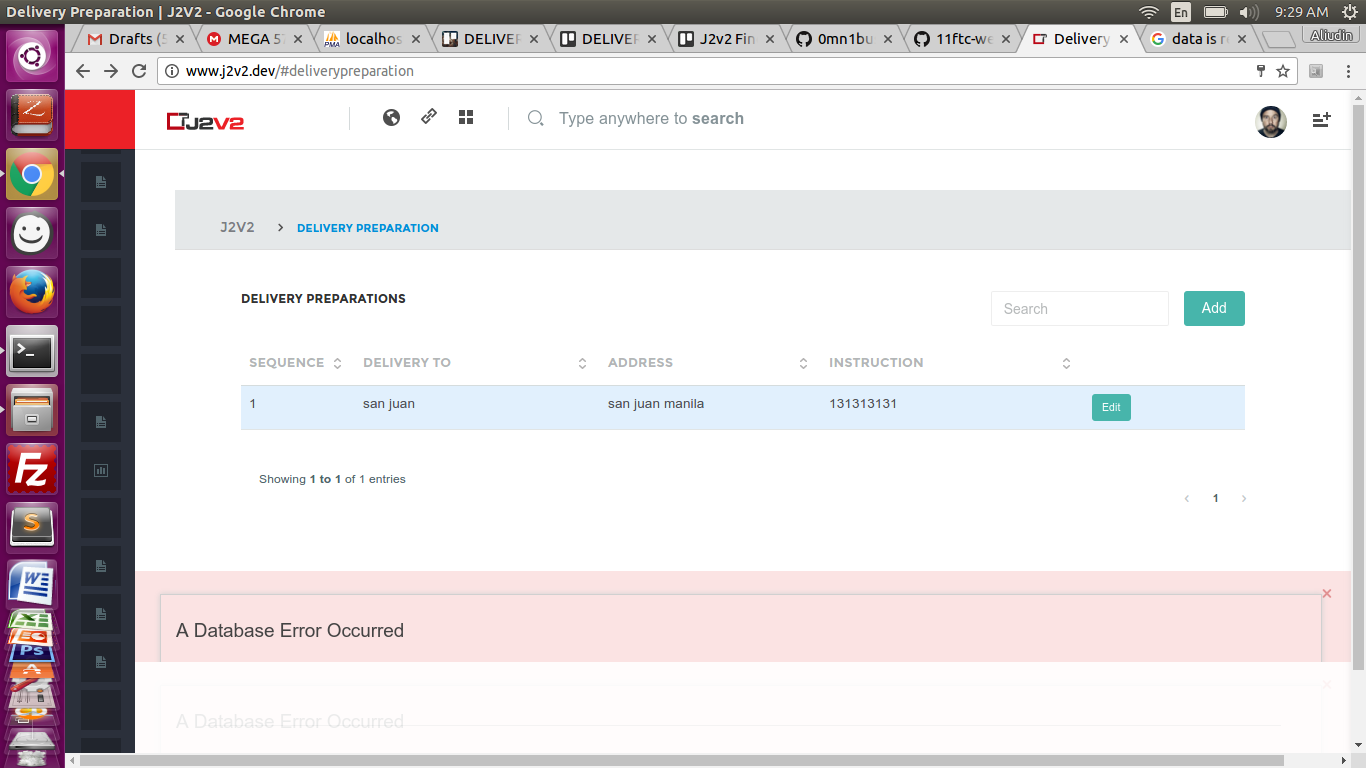 Delivery Preparation | J2V2 - Google Chrome
En
9:29 AM
Drafts (5
MEGA 57
localhos
DELIVER
DELIVER
J2v2 Fin
0mn1bu
11ftc-we
Delivery
data is re
Aliudin
www.j2v2.dev/#deliverypreparation
J2V2
Type anywhere to search
J2V2 > DELIVERY PREPARATION
DELIVERY PREPARATIONS
Search
Add
SEQUENCE DELIVERY TO ADDRESS INSTRUCTION
1 san juan san juan manila 131313131 Edit
Showing 1 to 1 of 1 entries
‹ 1 ›
×
A Database Error Occurred
×
A Database Error Occurred